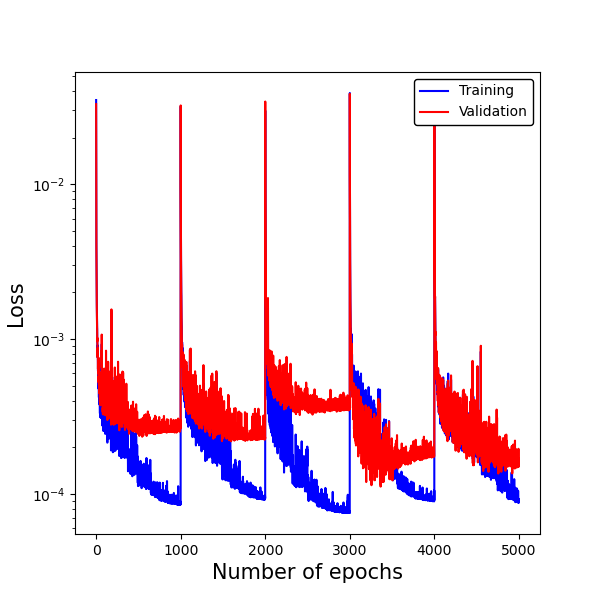 Training
Validation
10⁻²
10⁻³
10⁻⁴
Loss
0 1000 2000 3000 4000 5000
Number of epochs